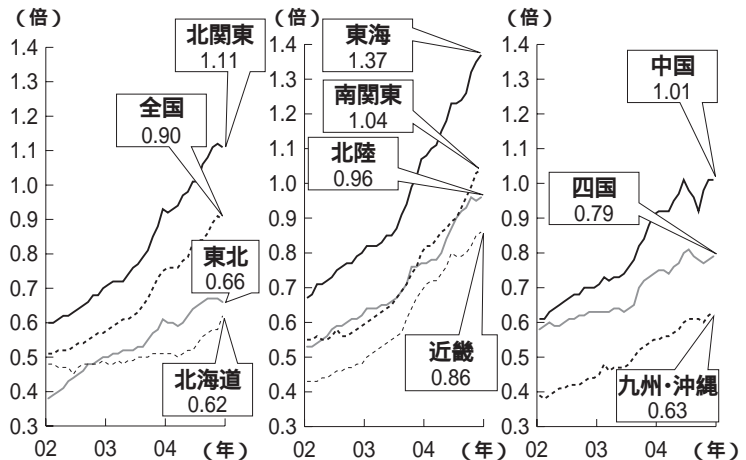 （倍）
1.4
1.3
1.2
1.1
1.0
0.9
0.8
0.7
0.6
0.5
0.4
0.3
北関東
1.11
全国
0.90
東北
0.66
北海道
0.62
02 03 04 （年）
（倍）
1.4
1.3
1.2
1.1
1.0
0.9
0.8
0.7
0.6
0.5
0.4
0.3
東海
1.37
南関東
1.04
北陸
0.96
近畿
0.86
02 03 04 （年）
（倍）
1.4
1.3
1.2
1.1
1.0
0.9
0.8
0.7
0.6
0.5
0.4
0.3
中国
1.01
四国
0.79
九州・沖縄
0.63
02 03 04 （年）